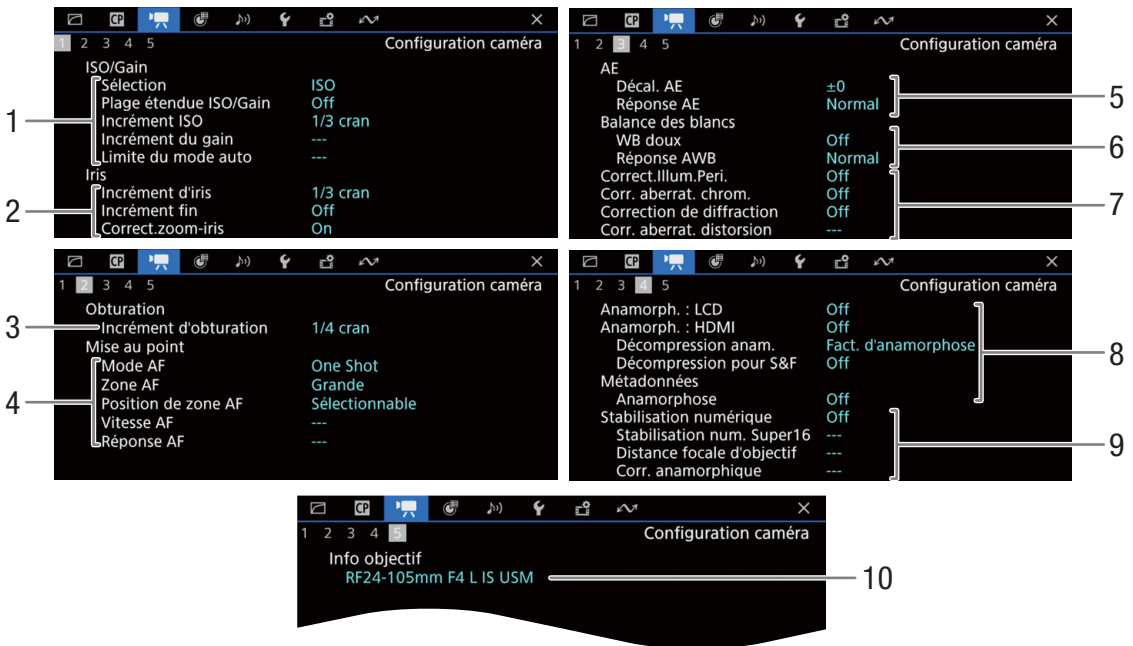 CP
1 2 3 4 5 Configuration caméra
ISO/Gain
1
Sélection ISO
Plage étendue ISO/Gain Off
Incrément ISO 1/3 cran
Incrément du gain ---
Limite du mode auto ---
Iris
2
Incrément d'iris 1/3 cran
Incrément fin Off
Correct.zoom-iris On
CP
1 2 3 4 5 Configuration caméra
AE
Décal. AE ±0
Réponse AE Normal
5
Balance des blancs
WB doux Off
Réponse AWB Normal
6
Correct.Illum.Peri. Off
Corr. aberrat. chrom. Off
Correction de diffraction Off
Corr. aberrat. distorsion ---
7
CP
1 2 3 4 5 Configuration caméra
Obturation
3
Incrément d'obturation 1/4 cran
Mise au point
4
Mode AF One Shot
Zone AF Grande
Position de zone AF Sélectionnable
Vitesse AF ---
Réponse AF ---
CP
1 2 3 4 5 Configuration caméra
Anamorph. : LCD Off
Anamorph. : HDMI Off
Décompression anam. Fact. d'anamorphose
Décompression pour S&F Off
Métadonnées
Anamorphose Off
8
Stabilisation numérique Off
Stabilisation num. Super16 ---
Distance focale d'objectif ---
Corr. anamorphique ---
9
CP
1 2 3 4 5 Configuration caméra
Info objectif
RF24-105mm F4 L IS USM
10